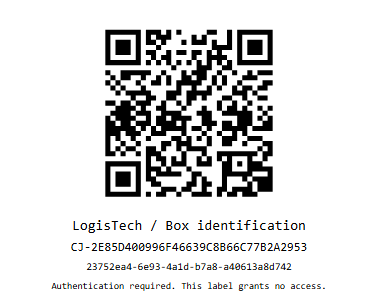 LogisTech / Box identification
CJ-2E85D400996F46639C8B66C77B2A2953
23752ea4-6e93-4a1d-b7a8-a40613a8d742
Authentication required. This label grants no access.